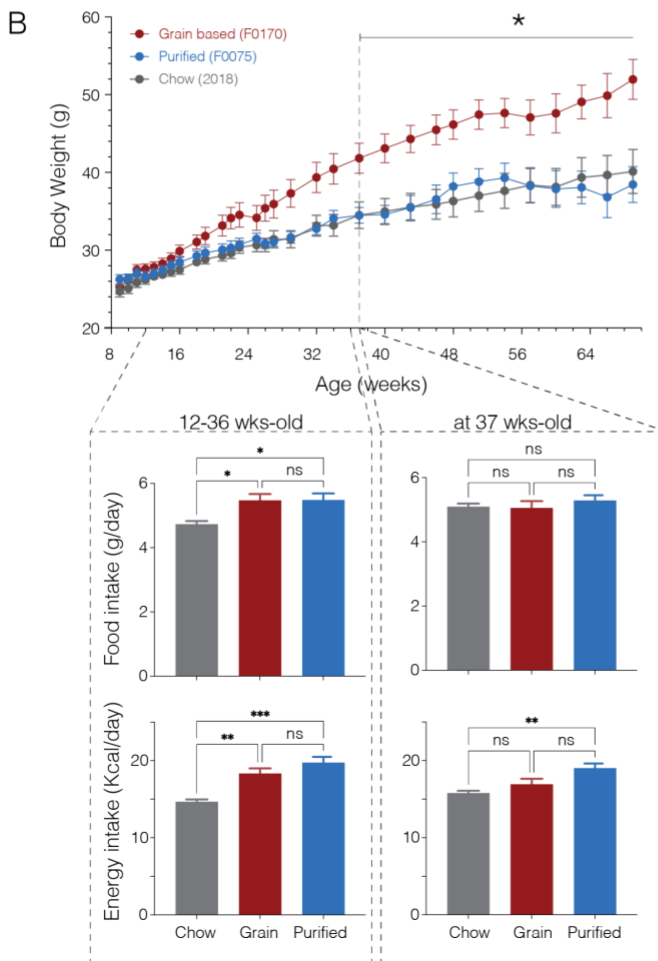 B
Body Weight (g)
60
50
40
30
20
Grain based (F0170)
Purified (F0075)
Chow (2018)
*
8 16 24 32 40 48 56 64
Age (weeks)
12-36 wks-old
at 37 wks-old
Food intake (g/day)
6
4
2
0
*
* ns
6
4
2
0
ns
ns ns
Energy intake (Kcal/day)
20
10
0
***
** ns
Chow Grain Purified
20
10
0
**
ns ns
Chow Grain Purified